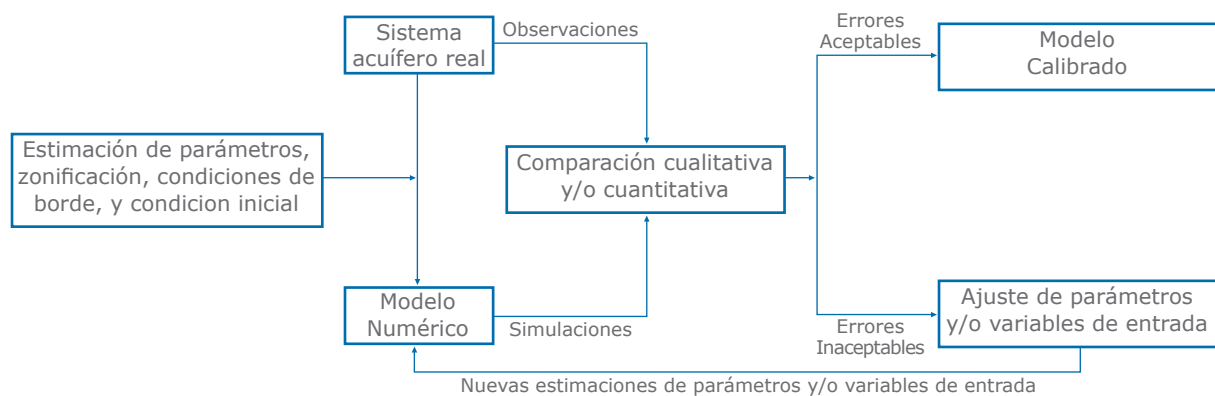 Sistema
acuífero real
Observaciones
Errores
Aceptables
Modelo
Calibrado
Estimación de parámetros,
zonificación, condiciones de
borde, y condicion inicial
Comparación cualitativa
y/o cuantitativa
Modelo
Numérico
Simulaciones
Errores
Inaceptables
Ajuste de parámetros
y/o variables de entrada
Nuevas estimaciones de parámetros y/o variables de entrada